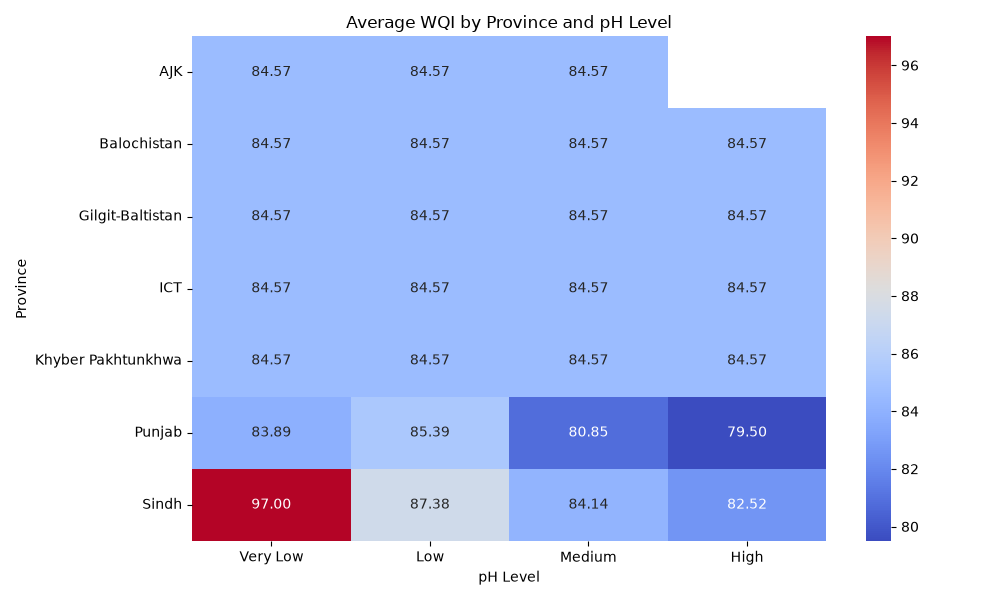 Average WQI by Province and pH Level
AJK 84.57 84.57 84.57
Balochistan 84.57 84.57 84.57 84.57
Gilgit-Baltistan 84.57 84.57 84.57 84.57
ICT 84.57 84.57 84.57 84.57
Khyber Pakhtunkhwa 84.57 84.57 84.57 84.57
Punjab 83.89 85.39 80.85 79.50
Sindh 97.00 87.38 84.14 82.52
Very Low Low Medium High
pH Level
Province
96
94
92
90
88
86
84
82
80